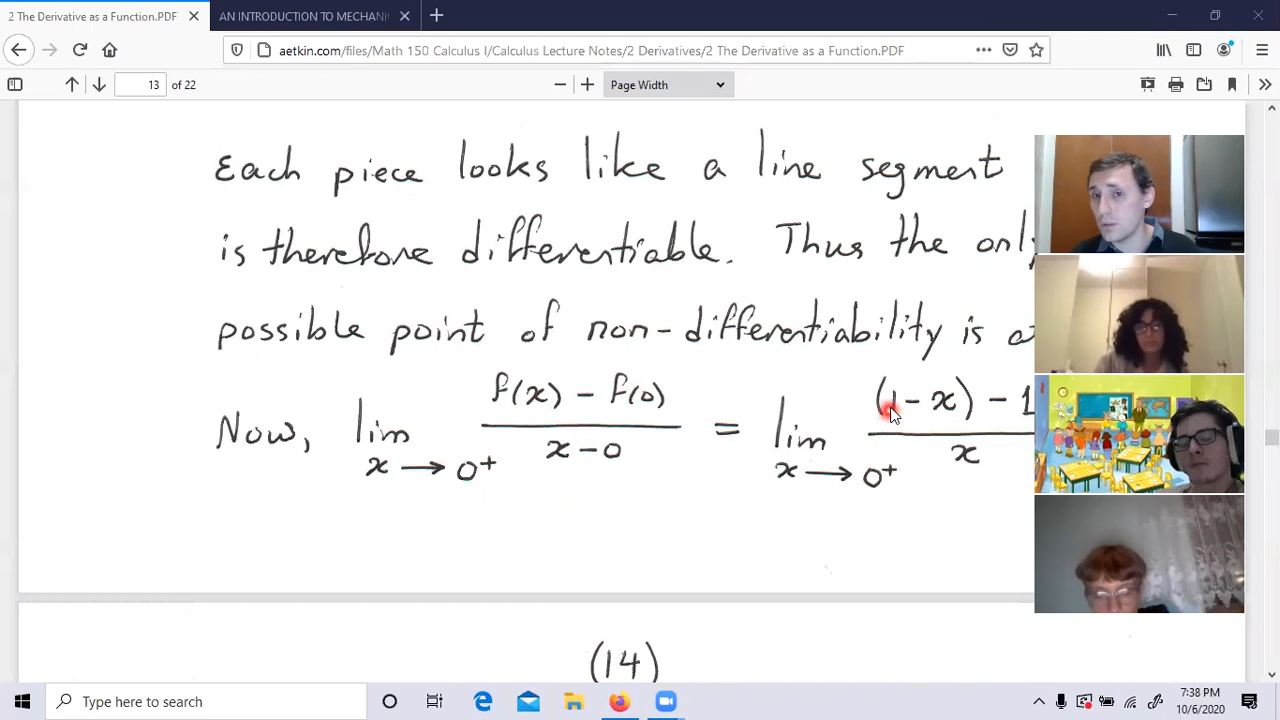 2 The Derivative as a Function.PDF
AN INTRODUCTION TO MECHANI
aetkin.com/files/Math 150 Calculus I/Calculus Lecture Notes/2 Derivatives/2 The Derivative as a Function.PDF
13 of 22
Page Width
Each piece looks like a line segment
is therefore differentiable. Thus the only
possible point of non-differentiability is
Now, lim x→0+ f(x) - f(0) / x - 0 = lim x→0+ (1 - x) - 1 / x
(14)
Type here to search
7:38 PM
10/6/2020